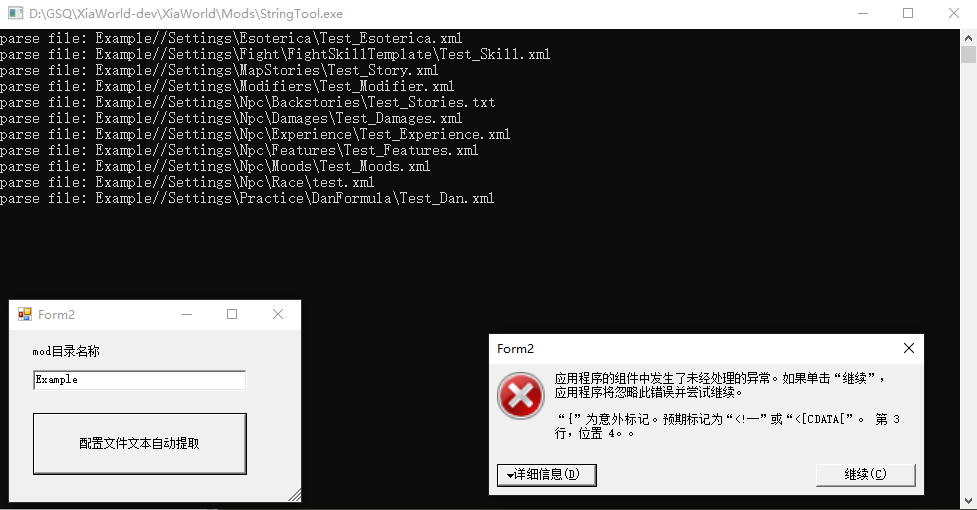 D:\GSQ\XiaWorld-dev\XiaWorld\Mods\StringTool.exe
parse file: Example//Settings\Esoterica\Test_Esoterica.xml
parse file: Example//Settings\Fight\FightSkillTemplate\Test_Skill.xml
parse file: Example//Settings\MapStories\Test_Story.xml
parse file: Example//Settings\Modifiers\Test_Modifier.xml
parse file: Example//Settings\Npc\Backstories\Test_Stories.txt
parse file: Example//Settings\Npc\Damages\Test_Damages.xml
parse file: Example//Settings\Npc\Experience\Test_Experience.xml
parse file: Example//Settings\Npc\Features\Test_Features.xml
parse file: Example//Settings\Npc\Moods\Test_Moods.xml
parse file: Example//Settings\Npc\Race\test.xml
parse file: Example//Settings\Practice\DanFormula\Test_Dan.xml
Form2
mod目录名称
Example
配置文件文本自动提取
Form2
应用程序的组件中发生了未经处理的异常。如果单击“继续”，
应用程序将忽略此错误并尝试继续。
“{”为意外标记。预期标记为“<!—”或“<[CDATA[”。 第 3
行，位置 4。。
详细信息(D)
继续(C)